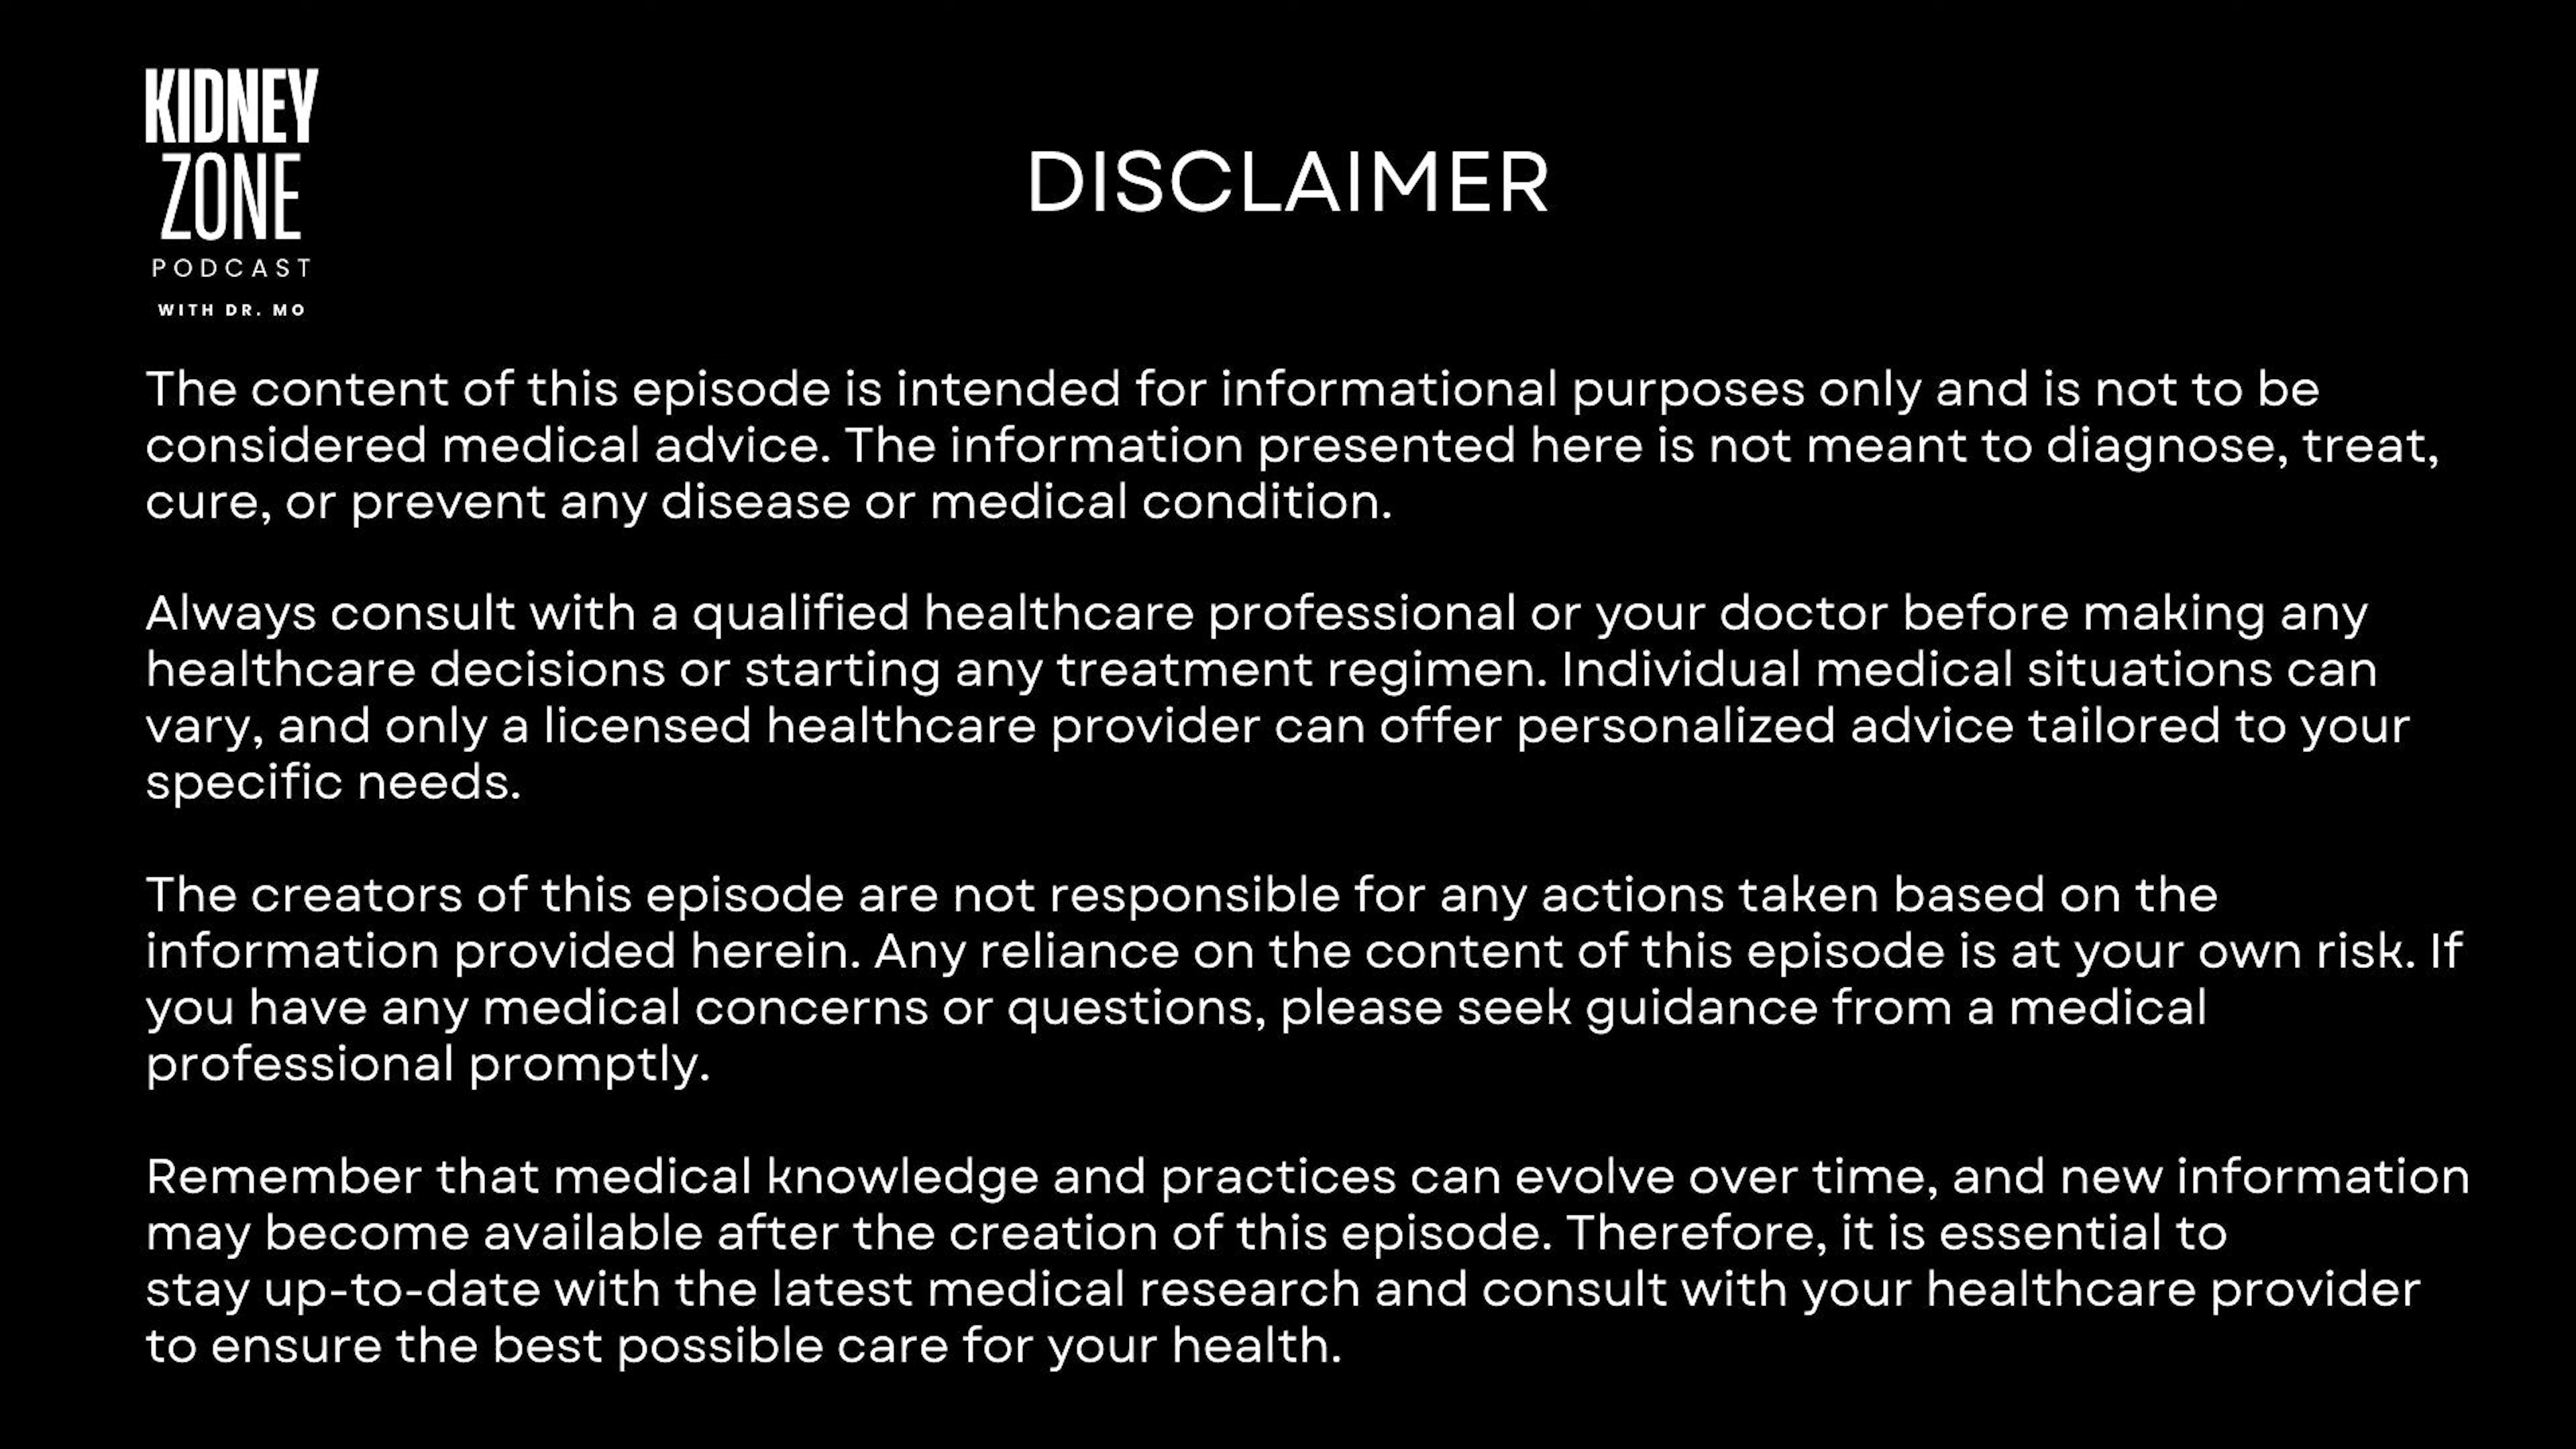 KIDNEY
ZONE
PODCAST
WITH DR. MO
DISCLAIMER
The content of this episode is intended for informational purposes only and is not to be
considered medical advice. The information presented here is not meant to diagnose, treat,
cure, or prevent any disease or medical condition.
Always consult with a qualified healthcare professional or your doctor before making any
healthcare decisions or starting any treatment regimen. Individual medical situations can
vary, and only a licensed healthcare provider can offer personalized advice tailored to your
specific needs.
The creators of this episode are not responsible for any actions taken based on the
information provided herein. Any reliance on the content of this episode is at your own risk. If
you have any medical concerns or questions, please seek guidance from a medical
professional promptly.
Remember that medical knowledge and practices can evolve over time, and new information
may become available after the creation of this episode. Therefore, it is essential to
stay up-to-date with the latest medical research and consult with your healthcare provider
to ensure the best possible care for your health.